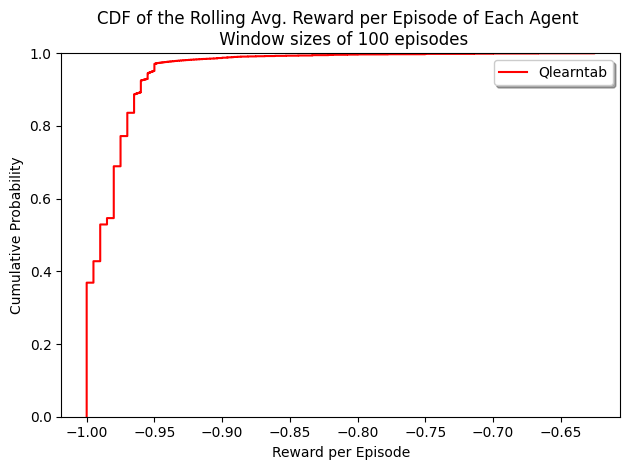 CDF of the Rolling Avg. Reward per Episode of Each Agent
Window sizes of 100 episodes
Qlearntab
1.0
0.8
0.6
0.4
0.2
0.0
Cumulative Probability
−1.00 −0.95 −0.90 −0.85 −0.80 −0.75 −0.70 −0.65
Reward per Episode